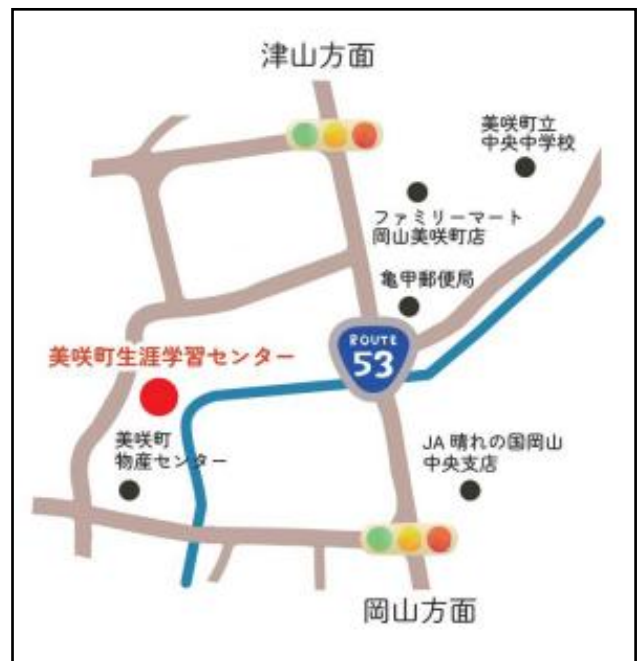 津山方面
美咲町立
中央中学校
ファミリーマート
岡山美咲町店
亀甲郵便局
ROUTE
53
美咲町生涯学習センター
美咲町
物産センター
JA 晴れの国岡山
中央支店
岡山方面